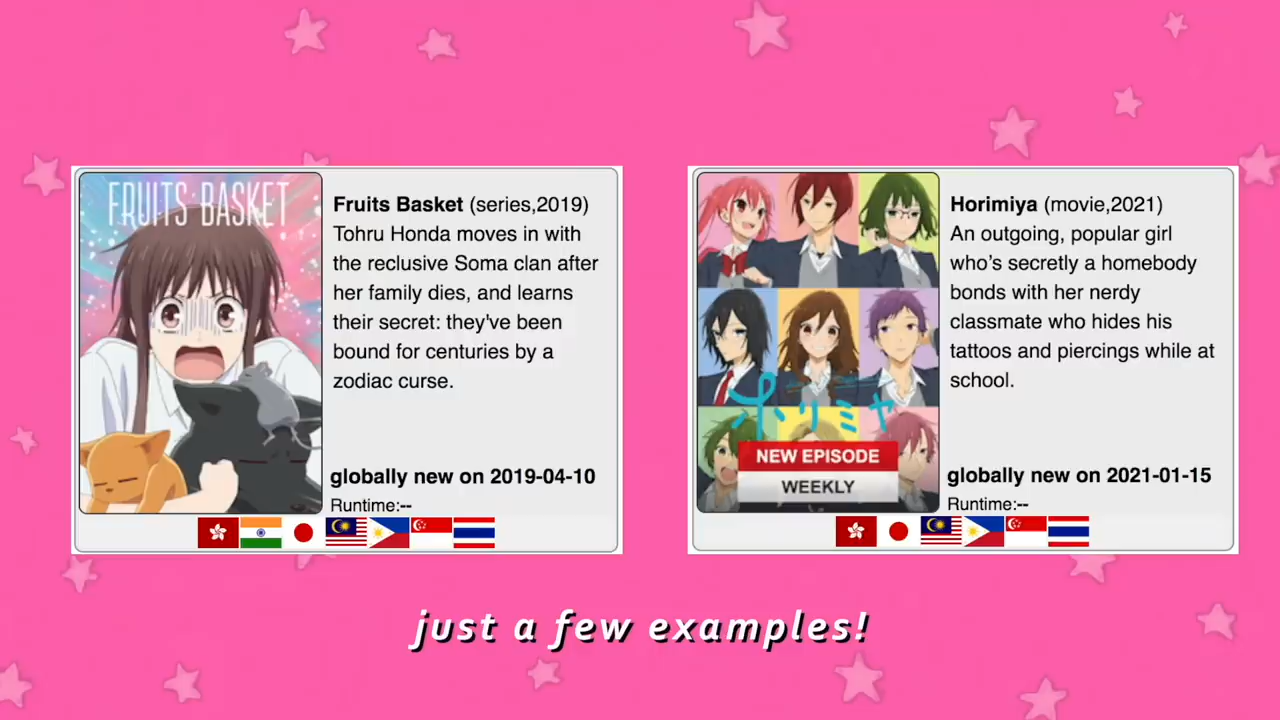 FRUITS BASKET
Fruits Basket (series,2019)
Tohru Honda moves in with
the reclusive Soma clan after
her family dies, and learns
their secret: they've been
bound for centuries by a
zodiac curse.
globally new on 2019-04-10
Runtime:--
ホリミヤ
NEW EPISODE
WEEKLY
Horimiya (movie,2021)
An outgoing, popular girl
who's secretly a homebody
bonds with her nerdy
classmate who hides his
tattoos and piercings while at
school.
globally new on 2021-01-15
Runtime:--
just a few examples!